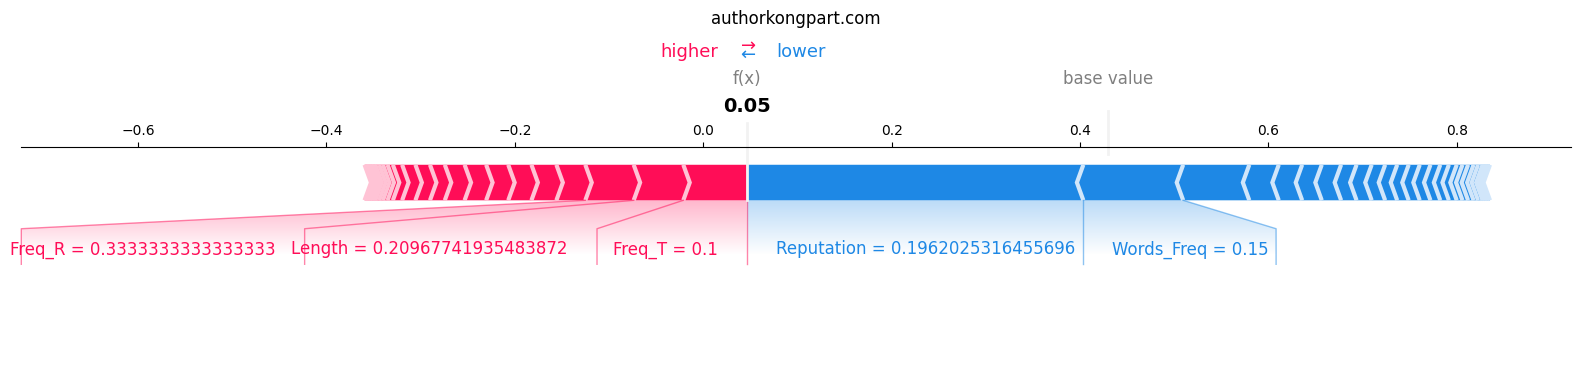 authorkongpart.com
higher → ← lower
f(x) base value
0.05
−0.6 −0.4 −0.2 0.0 0.2 0.4 0.6 0.8
Freq_R = 0.3333333333333333 Length = 0.20967741935483872 Freq_T = 0.1 Reputation = 0.1962025316455696 Words_Freq = 0.15